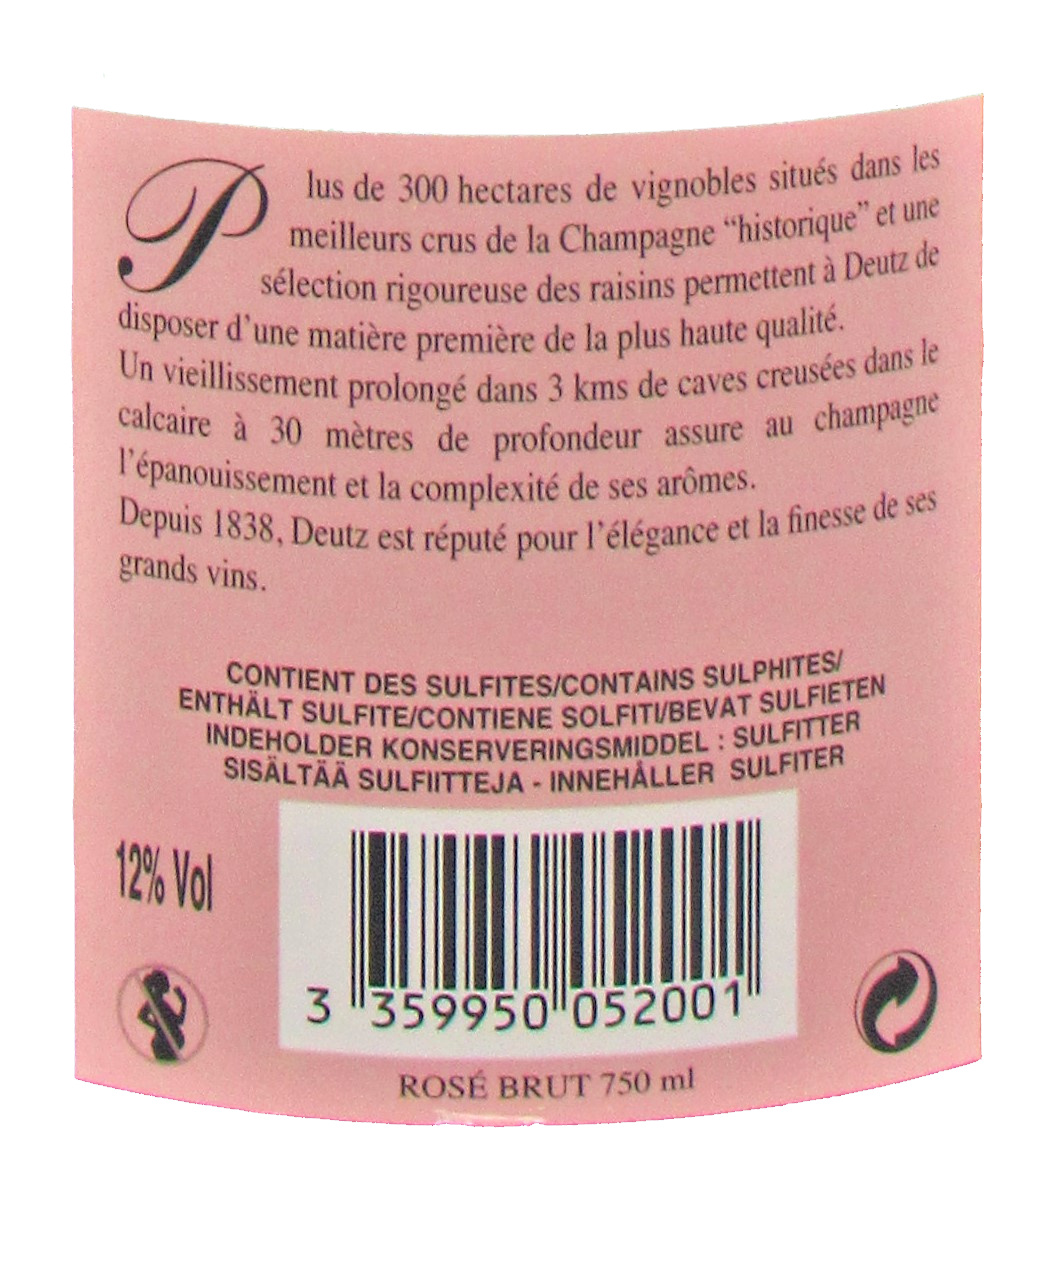 Plus de 300 hectares de vignobles situés dans les
meilleurs crus de la Champagne “historique” et une
sélection rigoureuse des raisins permettent à Deutz de
disposer d’une matière première de la plus haute qualité.
Un vieillissement prolongé dans 3 kms de caves creusées dans le
calcaire à 30 mètres de profondeur assure au champagne
l’épanouissement et la complexité de ses arômes.
Depuis 1838, Deutz est réputé pour l’élégance et la finesse de ses
grands vins.
CONTIENT DES SULFITES/CONTAINS SULPHITES/
ENTHÄLT SULFITE/CONTIENE SOLFITI/BEVAT SULFIETEN
INDEHOLDER KONSERVERINGSMIDDEL : SULFITTER
SISÄLTÄÄ SULFIITTEJA - INNEHÅLLER SULFITER
12% Vol
3 359950 052001
ROSÉ BRUT 750 ml